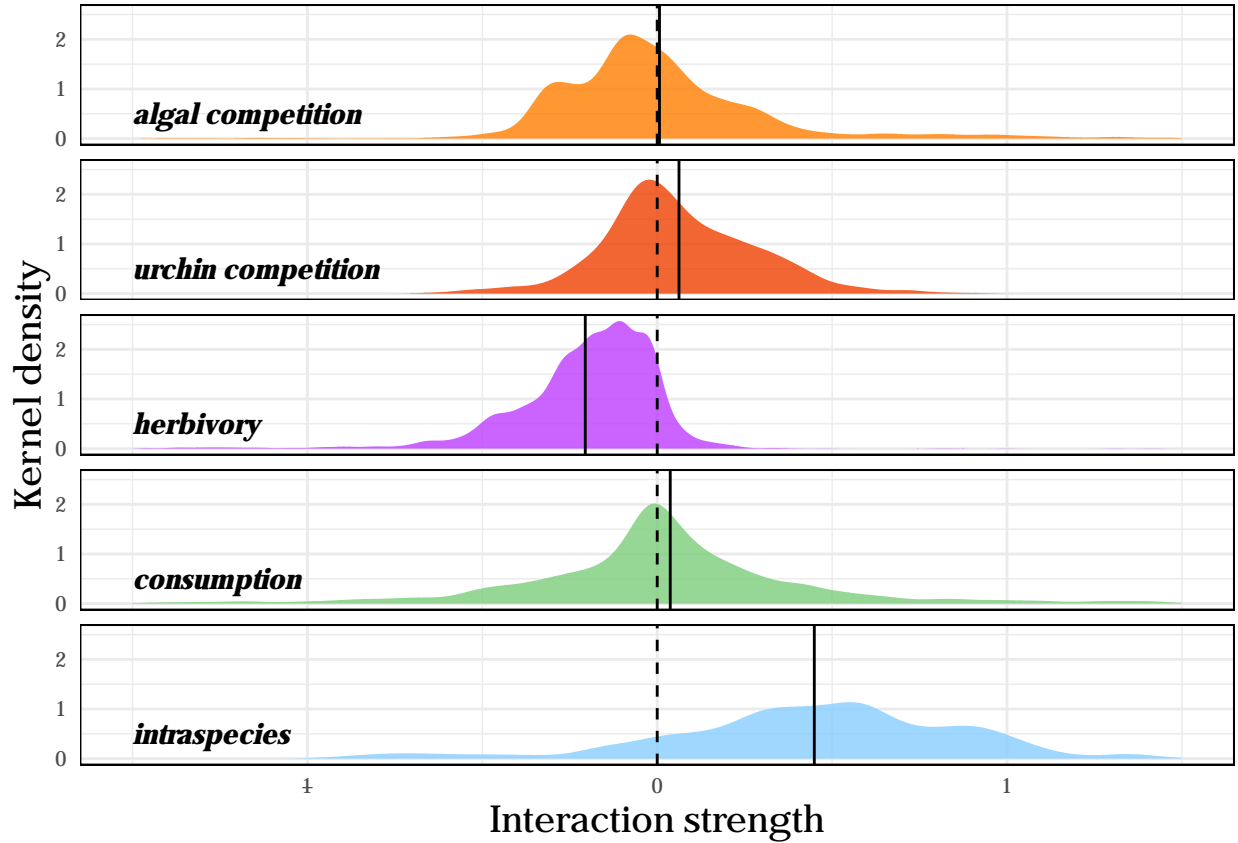 2
1
0
algal competition
2
1
0
urchin competition
2
1
0
herbivory
2
1
0
consumption
2
1
0
intraspecies
Kernel density
-1 0 1
Interaction strength